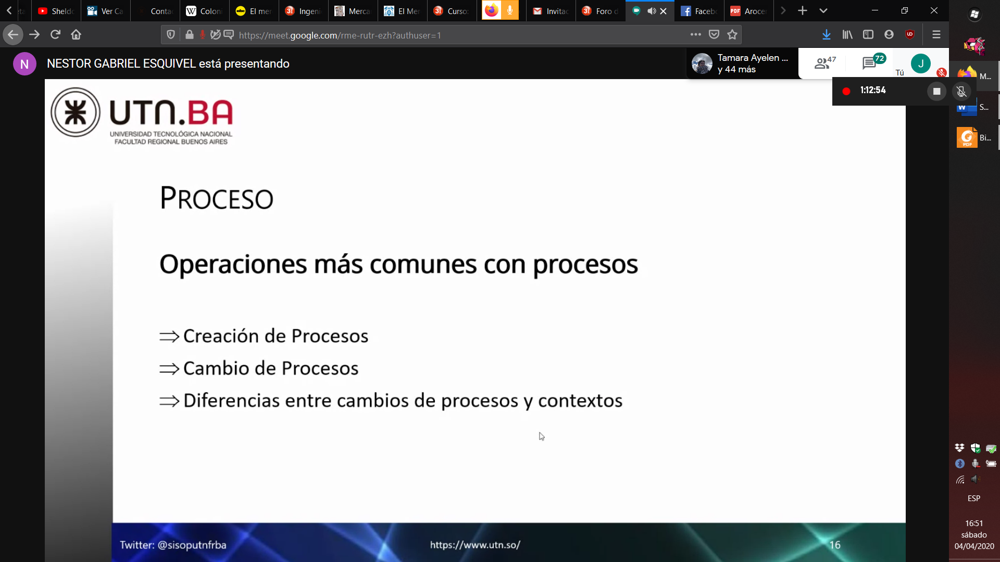 Sheldo
Ver Ca
Contac
Coloni
El mer
Ingeni
Merca
El Mer
Curso:
Invitac
Foro d
Facebo
PDF
Arocer
https://meet.google.com/rme-rutr-ezh?authuser=1
N
NESTOR GABRIEL ESQUIVEL está presentando
Tamara Ayelen ...
y 44 más
47
72
Tú
J
1:12:54
M...
S...
Bi...
PDF
UTN.BA
UNIVERSIDAD TECNOLÓGICA NACIONAL
FACULTAD REGIONAL BUENOS AIRES
PROCESO
Operaciones más comunes con procesos
⇒ Creación de Procesos
⇒ Cambio de Procesos
⇒ Diferencias entre cambios de procesos y contextos
Twitter: @sisoputnfrba
https://www.utn.so/
16
ESP
16:51
sábado
04/04/2020